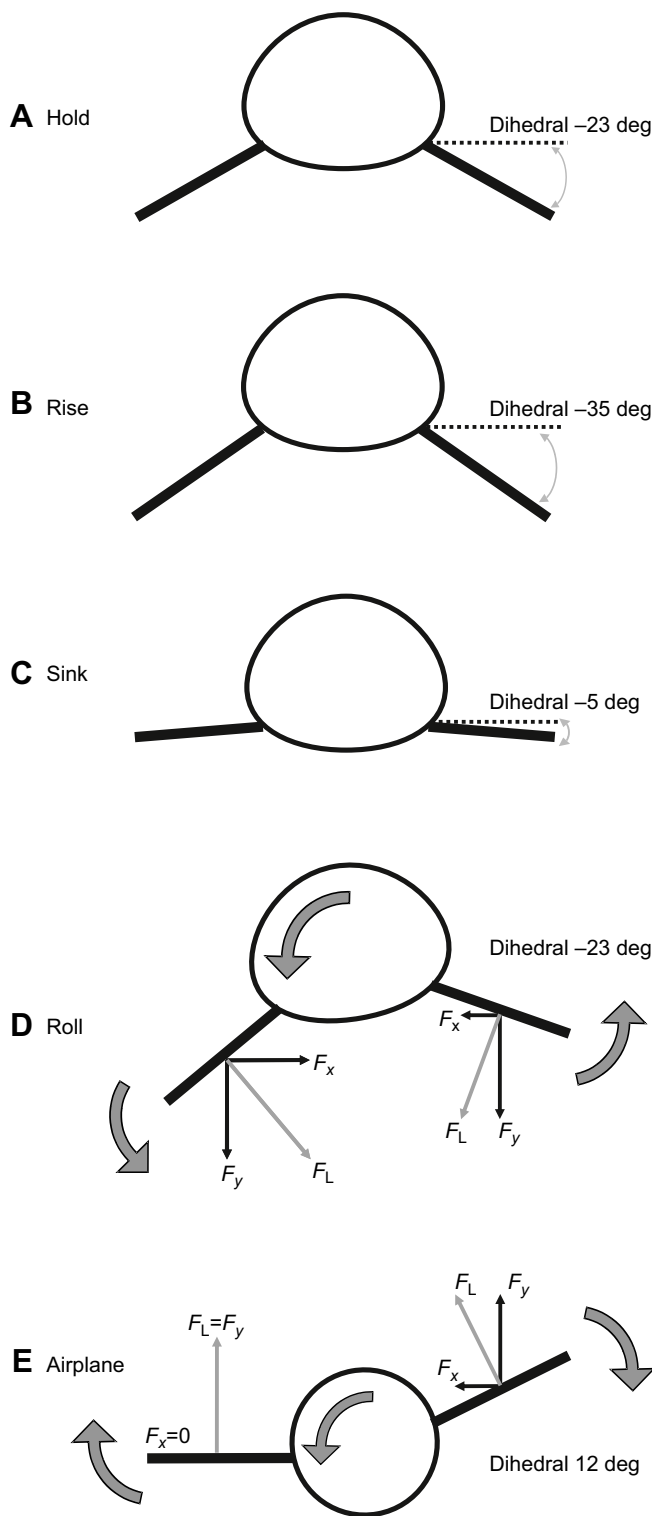 A Hold
Dihedral –23 deg
B Rise
Dihedral –35 deg
C Sink
Dihedral –5 deg
Dihedral –23 deg
D Roll
Fx
Fx
Fy
FL
FL
Fy
FL
Fy
FL=Fy
E Airplane
Fx
Fx=0
Dihedral 12 deg